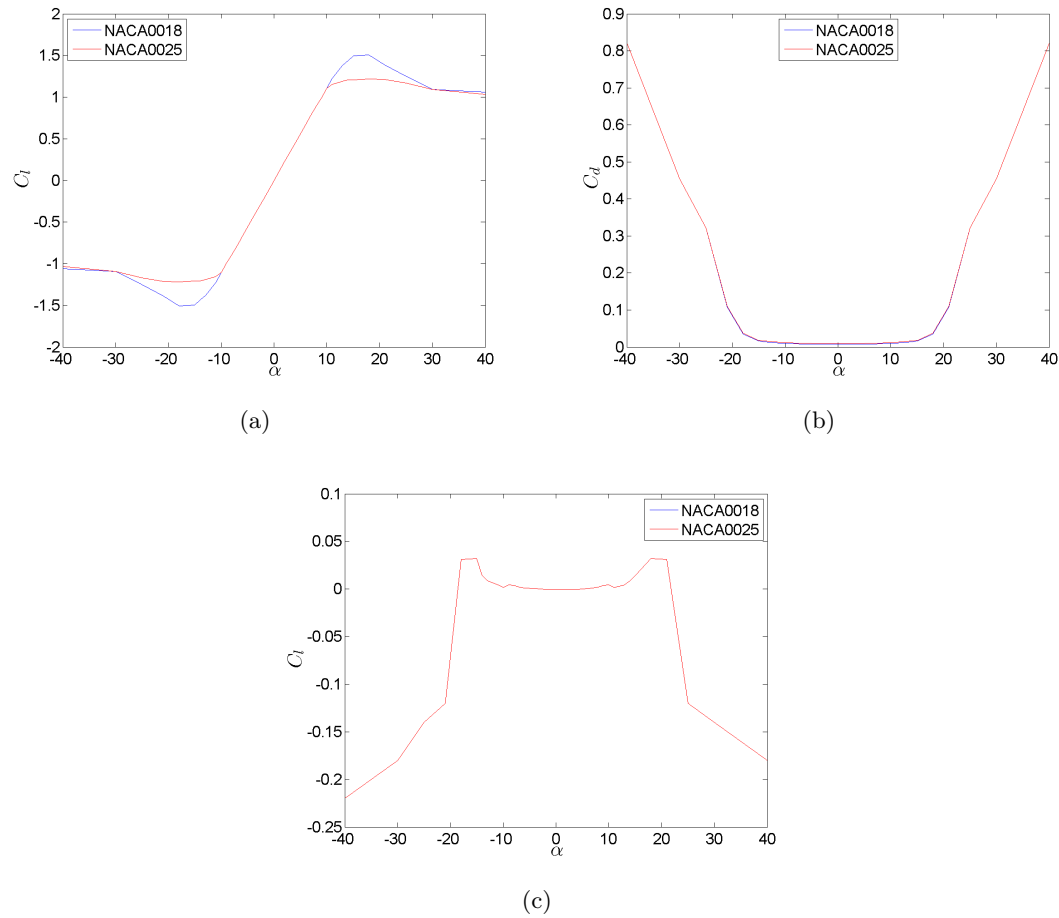 NACA0018
NACA0025
2
1.5
1
0.5
0
-0.5
-1
-1.5
-2
-40 -30 -20 -10 0 10 20 30 40
C_l
α
(a)
NACA0018
NACA0025
0.9
0.8
0.7
0.6
0.5
0.4
0.3
0.2
0.1
0
-40 -30 -20 -10 0 10 20 30 40
C_d
α
(b)
NACA0018
NACA0025
0.1
0.05
0
-0.05
-0.1
-0.15
-0.2
-0.25
-40 -30 -20 -10 0 10 20 30 40
C_l
α
(c)